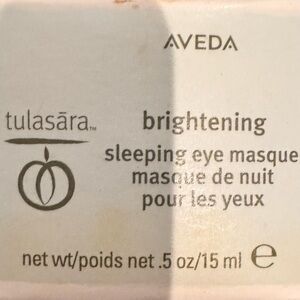 AVEDA
tulasāra™
brightening
sleeping eye masque
masque de nuit
pour les yeux
net wt/poids net .5 oz/15 ml ℮